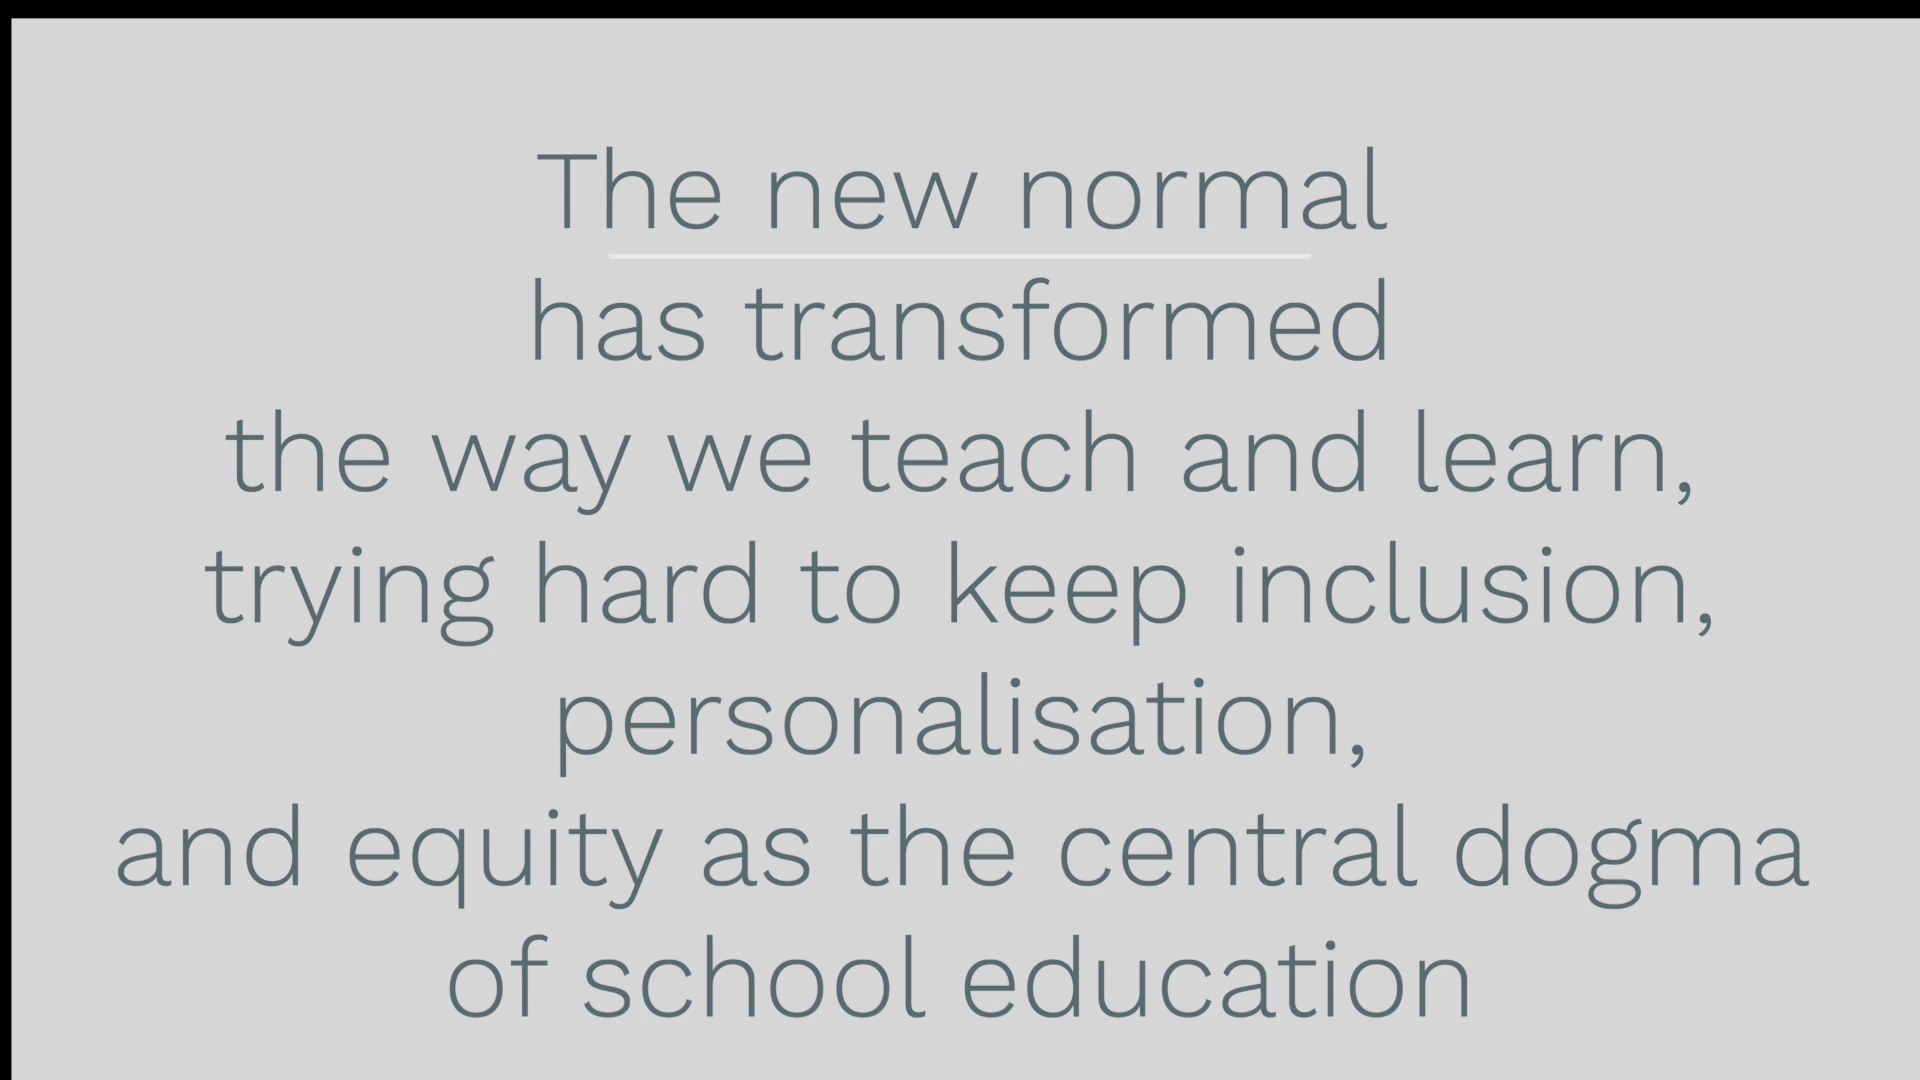 The new normal
has transformed
the way we teach and learn,
trying hard to keep inclusion,
personalisation,
and equity as the central dogma
of school education